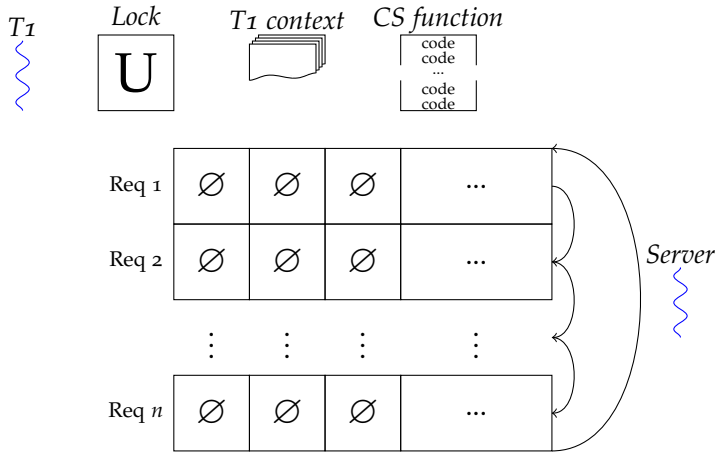 T1
Lock
T1 context
CS function
U
code
code
...
code
code
Req 1
∅ ∅ ∅ ...
Req 2
∅ ∅ ∅ ...
Server
⋮ ⋮ ⋮ ⋮
Req n
∅ ∅ ∅ ...